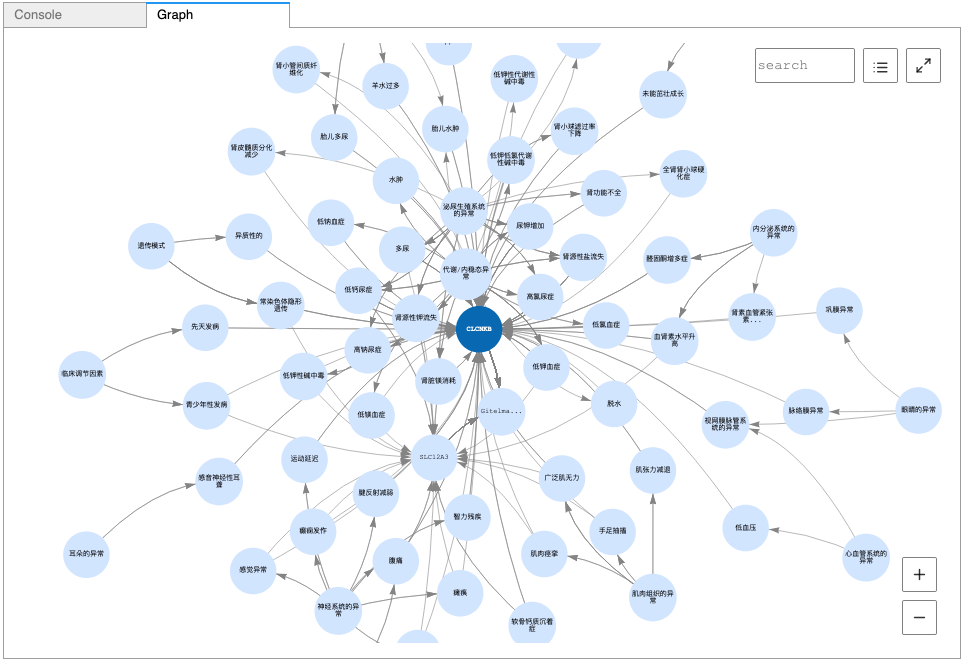 Console
Graph
search
肾小管间质纤
维化
羊水过多
低钾性代谢性
碱中毒
未能茁壮成长
胎儿多尿
胎儿水肿
肾小球滤过率
下降
肾皮髓质分化
减少
低钾低氯代谢
性碱中毒
全肾肾小球硬
化症
水肿
肾功能不全
泌尿生殖系统
的异常
低钠血症
尿钾增加
遗传模式
异质性的
多尿
肾源性盐流失
醛固酮增多症
内分泌系统的
异常
代谢/内稳态异
常
低钙尿症
高氯尿症
常染色体隐形
遗传
肾源性钾流失
肾素血管紧张
素...
巩膜异常
先天发病
CLCNKB
低氯血症
血肾素水平升
高
高钠尿症
临床调节因素
低钾性碱中毒
肾脏镁消耗
低钾血症
青少年性发病
低镁血症
Gitelma...
脱水
视网膜脉管系
统的异常
脉络膜异常
眼睛的异常
运动延迟
SLC12A3
感音神经性耳
聋
腱反射减弱
广泛肌无力
肌张力减退
癫痫发作
智力残疾
手足抽搐
低血压
耳朵的异常
感觉异常
腹痛
肌肉痉挛
心血管系统的
异常
神经系统的异
常
瘫痪
肌肉组织的异
常
软骨钙质沉着
症